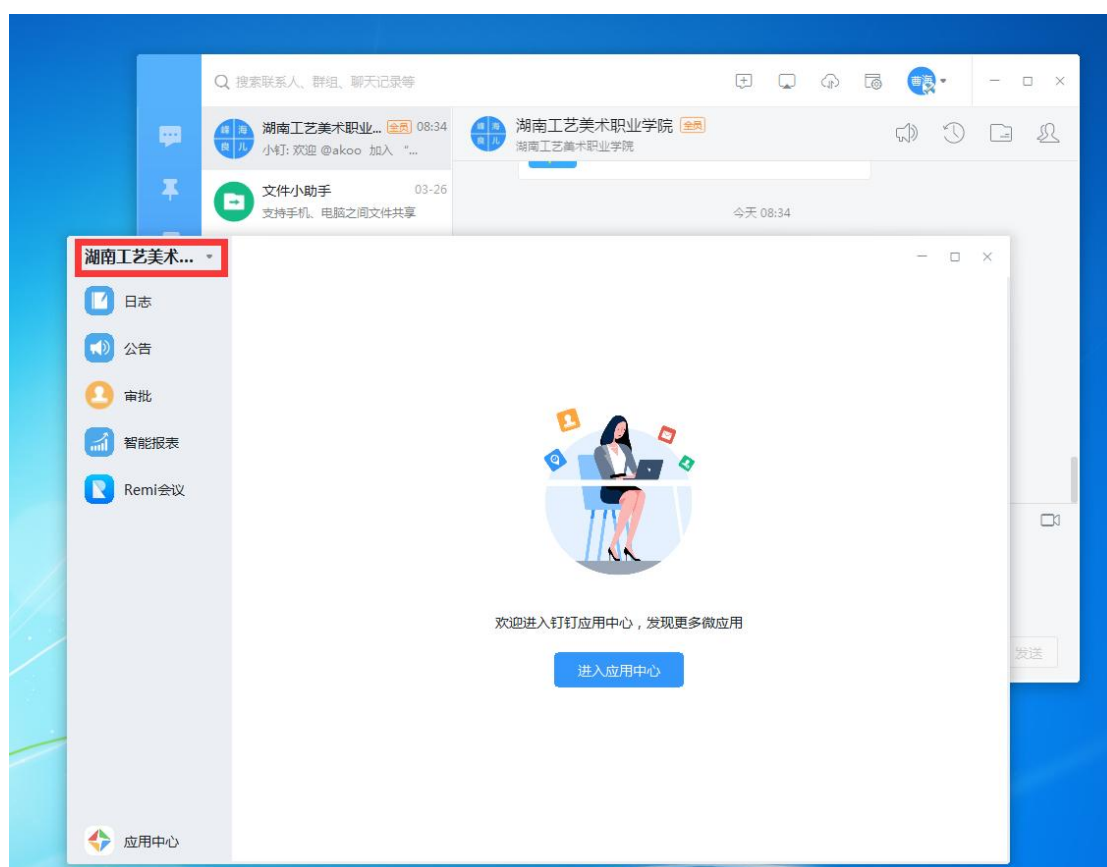 搜索联系人、群组、聊天记录等
湖南工艺美术职业... 全员 08:34
小钉: 欢迎 @akoo 加入 “...
文件小助手 03-26
支持手机、电脑之间文件共享
峰 海
良 儿
湖南工艺美术职业学院 全员
湖南工艺美术职业学院
今天 08:34
湖南工艺美术...
日志
公告
审批
智能报表
Remi会议
欢迎进入钉钉应用中心，发现更多微应用
进入应用中心
发送
应用中心